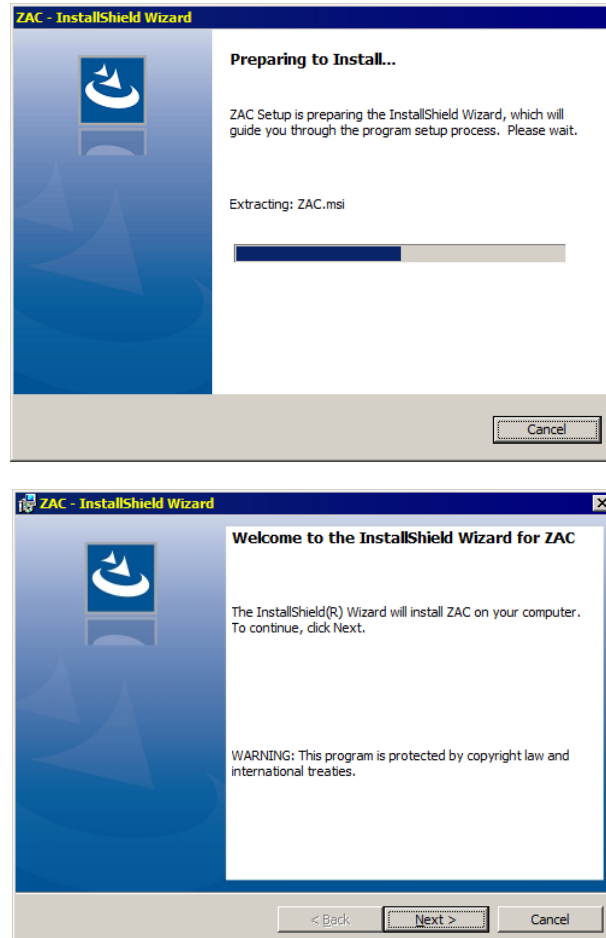 ZAC - InstallShield Wizard
Preparing to Install...
ZAC Setup is preparing the InstallShield Wizard, which will
guide you through the program setup process.  Please wait.
Extracting: ZAC.msi
Cancel
ZAC - InstallShield Wizard
Welcome to the InstallShield Wizard for ZAC
The InstallShield(R) Wizard will install ZAC on your computer.
To continue, click Next.
WARNING: This program is protected by copyright law and
international treaties.
< Back Next > Cancel